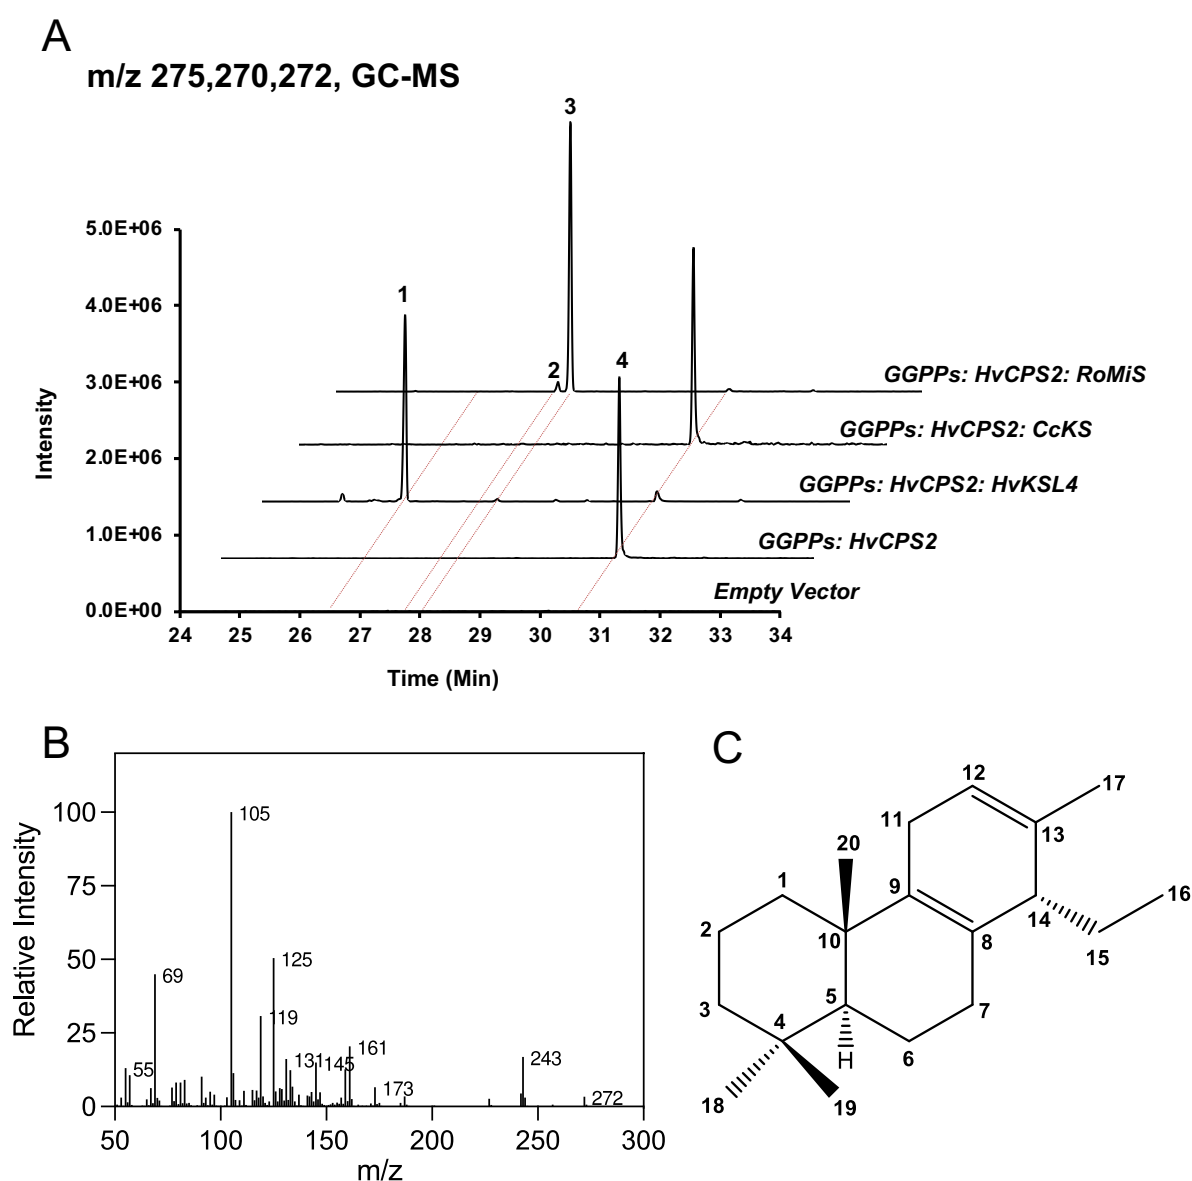 A
m/z 275,270,272, GC-MS
3
5.0E+06
1
4.0E+06
2
4
3.0E+06
GGPPs: HvCPS2: RoMiS
Intensity
GGPPs: HvCPS2: CcKS
2.0E+06
GGPPs: HvCPS2: HvKSL4
1.0E+06
GGPPs: HvCPS2
Empty Vector
0.0E+00
24 25 26 27 28 29 30 31 32 33 34
Time (Min)
B
Relative Intensity
100
75
50
25
0
55
69
105
119
125
131
145
161
173
243
272
50 100 150 200 250 300
m/z
C
12
17
11
13
20
1
9
16
2
10
8
14
15
3
4
5
7
H
6
18
19